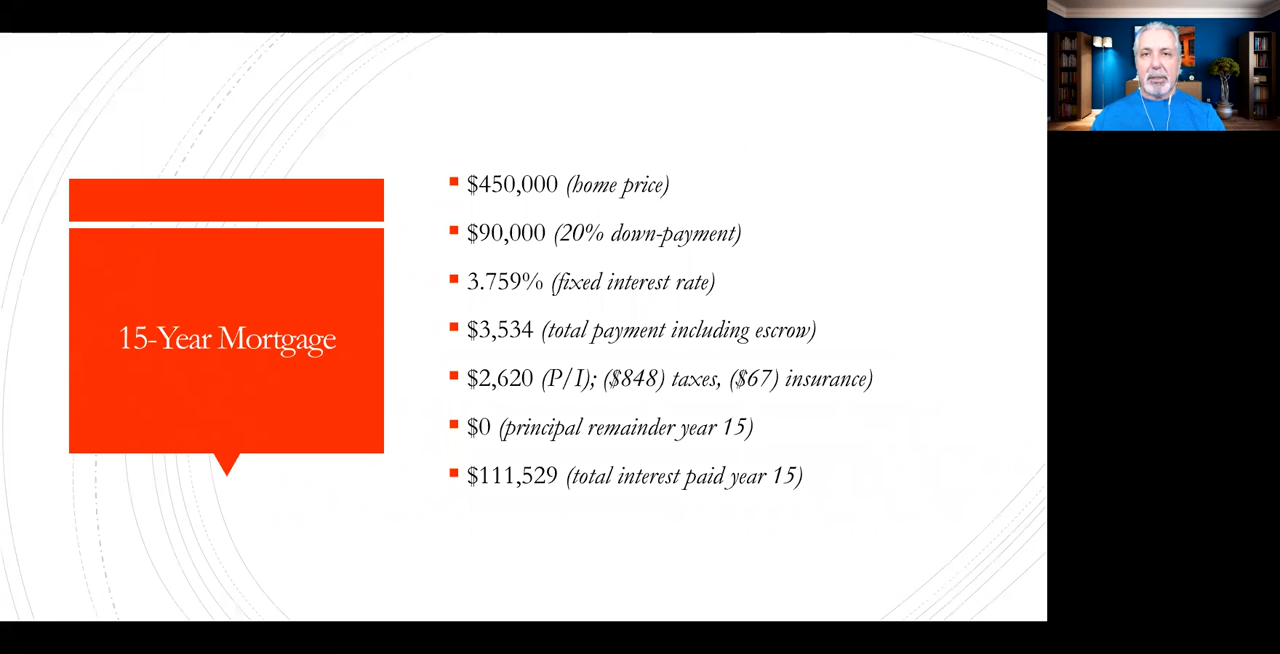 15-Year Mortgage
$450,000 (home price)
$90,000 (20% down-payment)
3.759% (fixed interest rate)
$3,534 (total payment including escrow)
$2,620 (P/I); ($848) taxes, ($67) insurance)
$0 (principal remainder year 15)
$111,529 (total interest paid year 15)